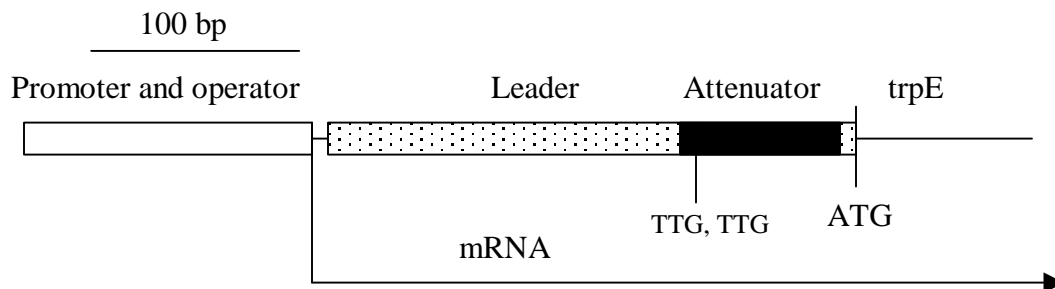 100 bp
Promoter and operator Leader Attenuator trpE
TTG, TTG ATG
mRNA